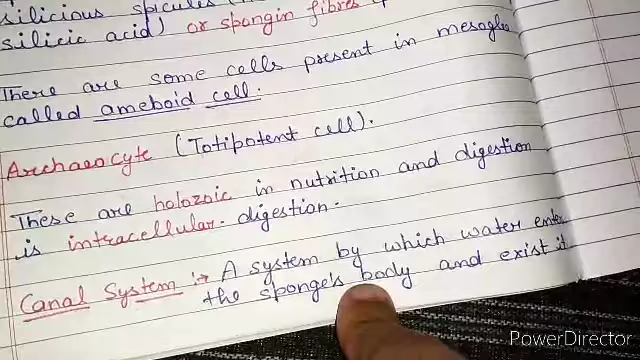 silicious spicules
silicic acid) or spongin fibres
There are some cells present in mesoglea
called ameboid cell.
Archaeocyte (Totipotent cell).
These are holozoic in nutrition and digestion
is intracellular digestion.
Canal System :→ A system by which water enter
the sponge's body and exist it
PowerDirector